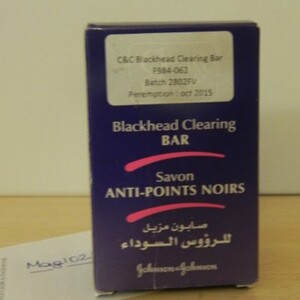 C&C Blackhead Clearing Bar
F984-062
Batch 2802FV
Peremption : oct 2015
Blackhead Clearing
BAR
Savon
ANTI-POINTS NOIRS
صابون مزيل
للرؤوس السوداء
Johnson & Johnson